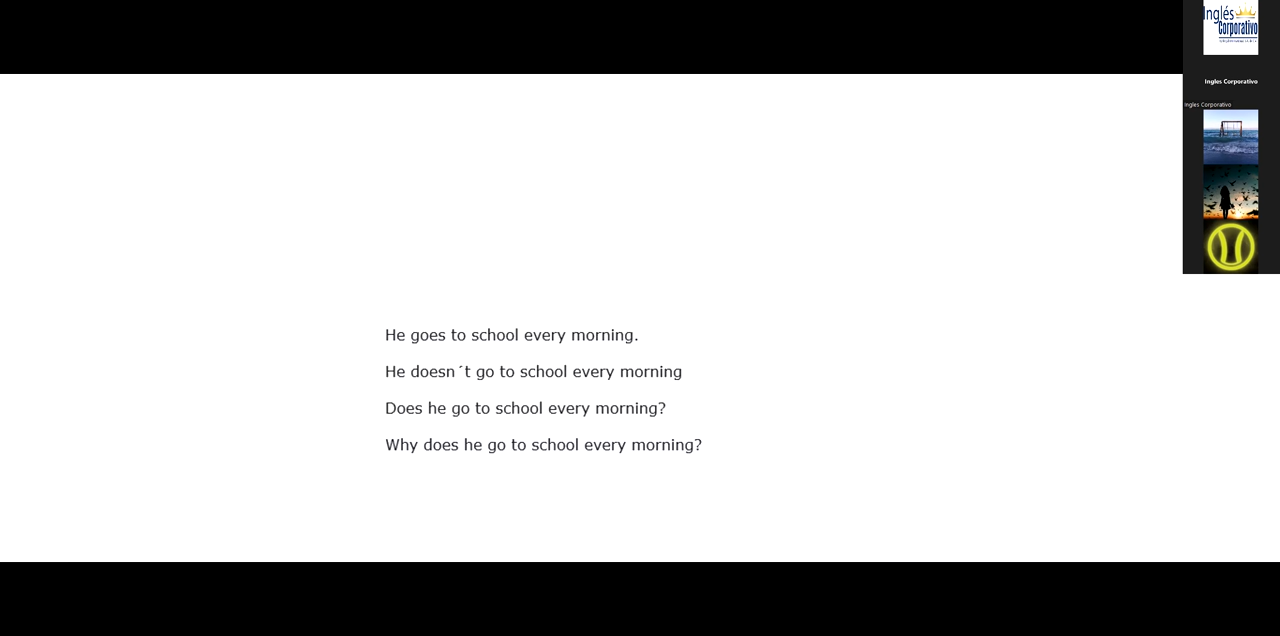 Inglés
Corporativo
Ingles Corporativo
Ingles Corporativo
He goes to school every morning.
He doesn´t go to school every morning
Does he go to school every morning?
Why does he go to school every morning?